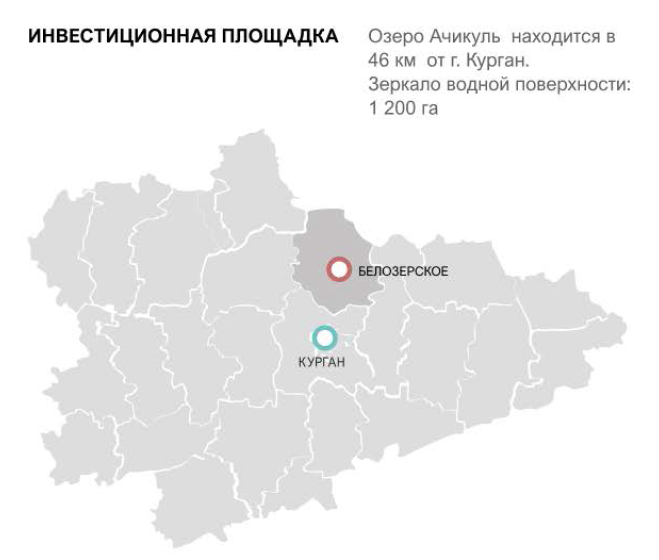 ИНВЕСТИЦИОННАЯ ПЛОЩАДКА
Озеро Ачикуль находится в
46 км от г. Курган.
Зеркало водной поверхности:
1 200 га
БЕЛОЗЕРСКОЕ
КУРГАН